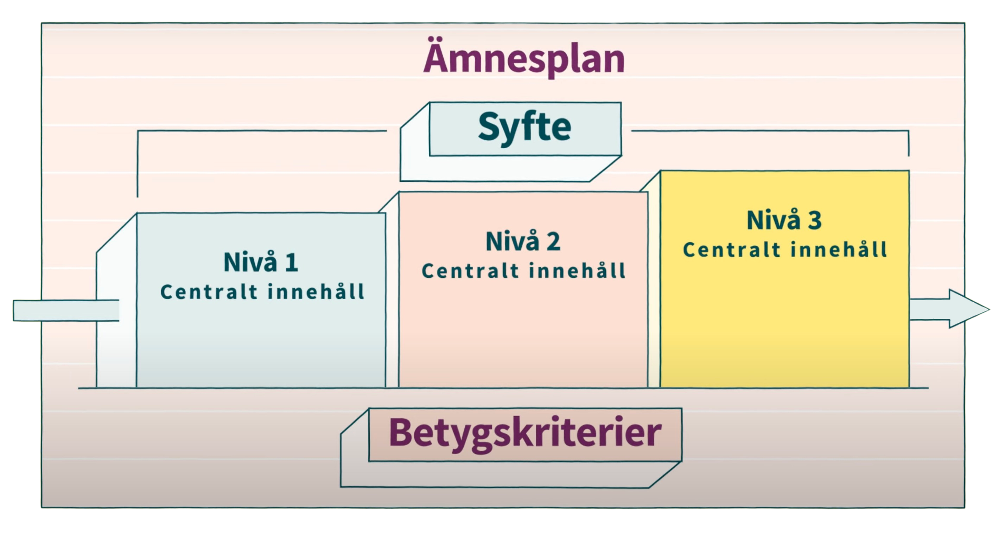 Ämnesplan
Syfte
Nivå 1
Centralt innehåll
Nivå 2
Centralt innehåll
Nivå 3
Centralt innehåll
Betygskriterier